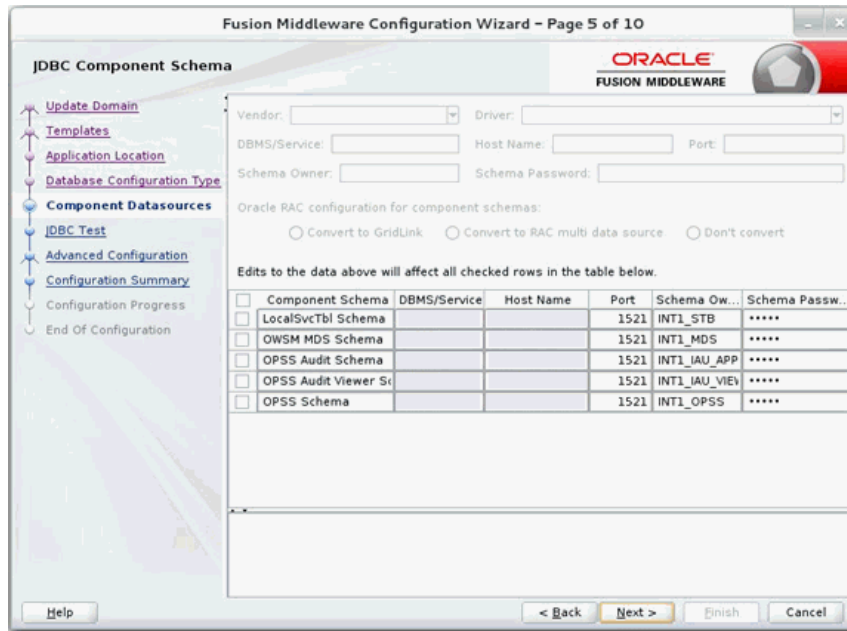 Fusion Middleware Configuration Wizard - Page 5 of 10
JDBC Component Schema
ORACLE
FUSION MIDDLEWARE
Update Domain
Templates
Application Location
Database Configuration Type
Component Datasources
JDBC Test
Advanced Configuration
Configuration Summary
Configuration Progress
End Of Configuration
Vendor: Driver:
DBMS/Service: Host Name: Port:
Schema Owner: Schema Password:
Oracle RAC configuration for component schemas:
Convert to GridLink Convert to RAC multi data source Don't convert
Edits to the data above will affect all checked rows in the table below.
Component Schema DBMS/Service Host Name Port Schema Ow... Schema Passw...
LocalSvcTbl Schema 1521 INT1_STB •••••
OWSM MDS Schema 1521 INT1_MDS •••••
OPSS Audit Schema 1521 INT1_IAU_APP •••••
OPSS Audit Viewer Sc 1521 INT1_IAU_VIEW •••••
OPSS Schema 1521 INT1_OPSS •••••
Help < Back Next > Finish Cancel